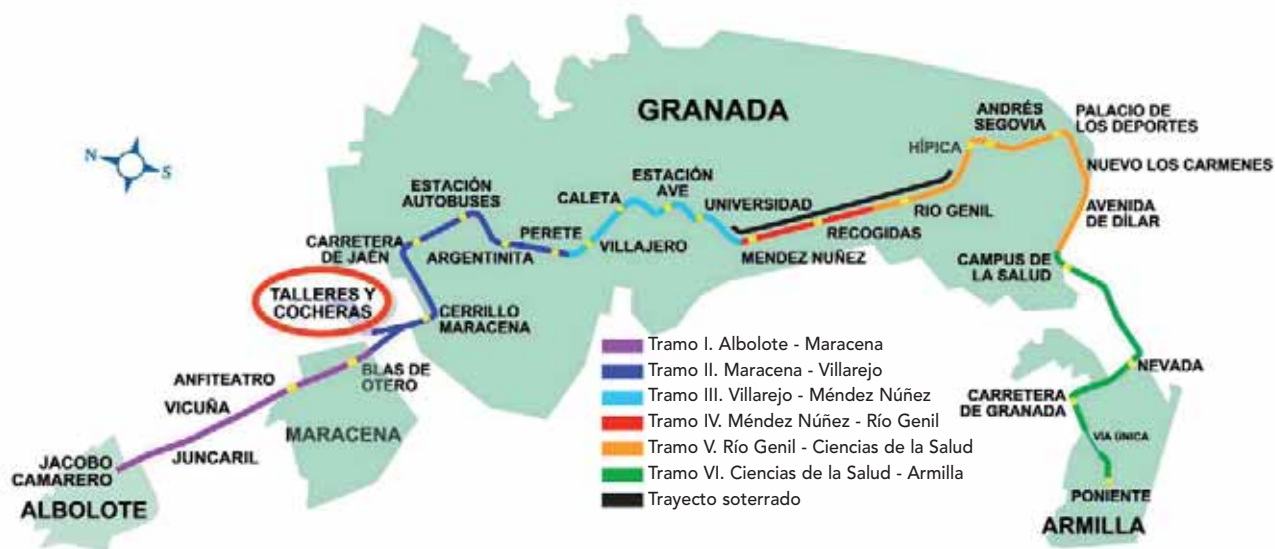 GRANADA
ANDRÉS
SEGOVIA
PALACIO DE
LOS DEPORTES
HÍPICA
NUEVO LOS CARMENES
N
S
ESTACIÓN
AUTOBUSES
CALETA
ESTACIÓN
AVE
UNIVERSIDAD
RIO GENIL
AVENIDA
DE DÍLAR
CARRETERA
DE JAÉN
ARGENTINITA
PERETE
VILLAJERO
RECOGIDAS
MENDEZ NUÑEZ
CAMPUS DE
LA SALUD
TALLERES Y
COCHERAS
CERRILLO
MARACENA
BLAS DE
OTERO
ANFITEATRO
VICUÑA
MARACENA
JUNCARIL
JACOBO
CAMARERO
ALBOLOTE
Tramo I. Albolote - Maracena
Tramo II. Maracena - Villarejo
Tramo III. Villarejo - Méndez Núñez
Tramo IV. Méndez Núñez - Río Genil
Tramo V. Río Genil - Ciencias de la Salud
Tramo VI. Ciencias de la Salud - Armilla
Trayecto soterrado
NEVADA
CARRETERA
DE GRANADA
VÍA ÚNICA
PONIENTE
ARMILLA